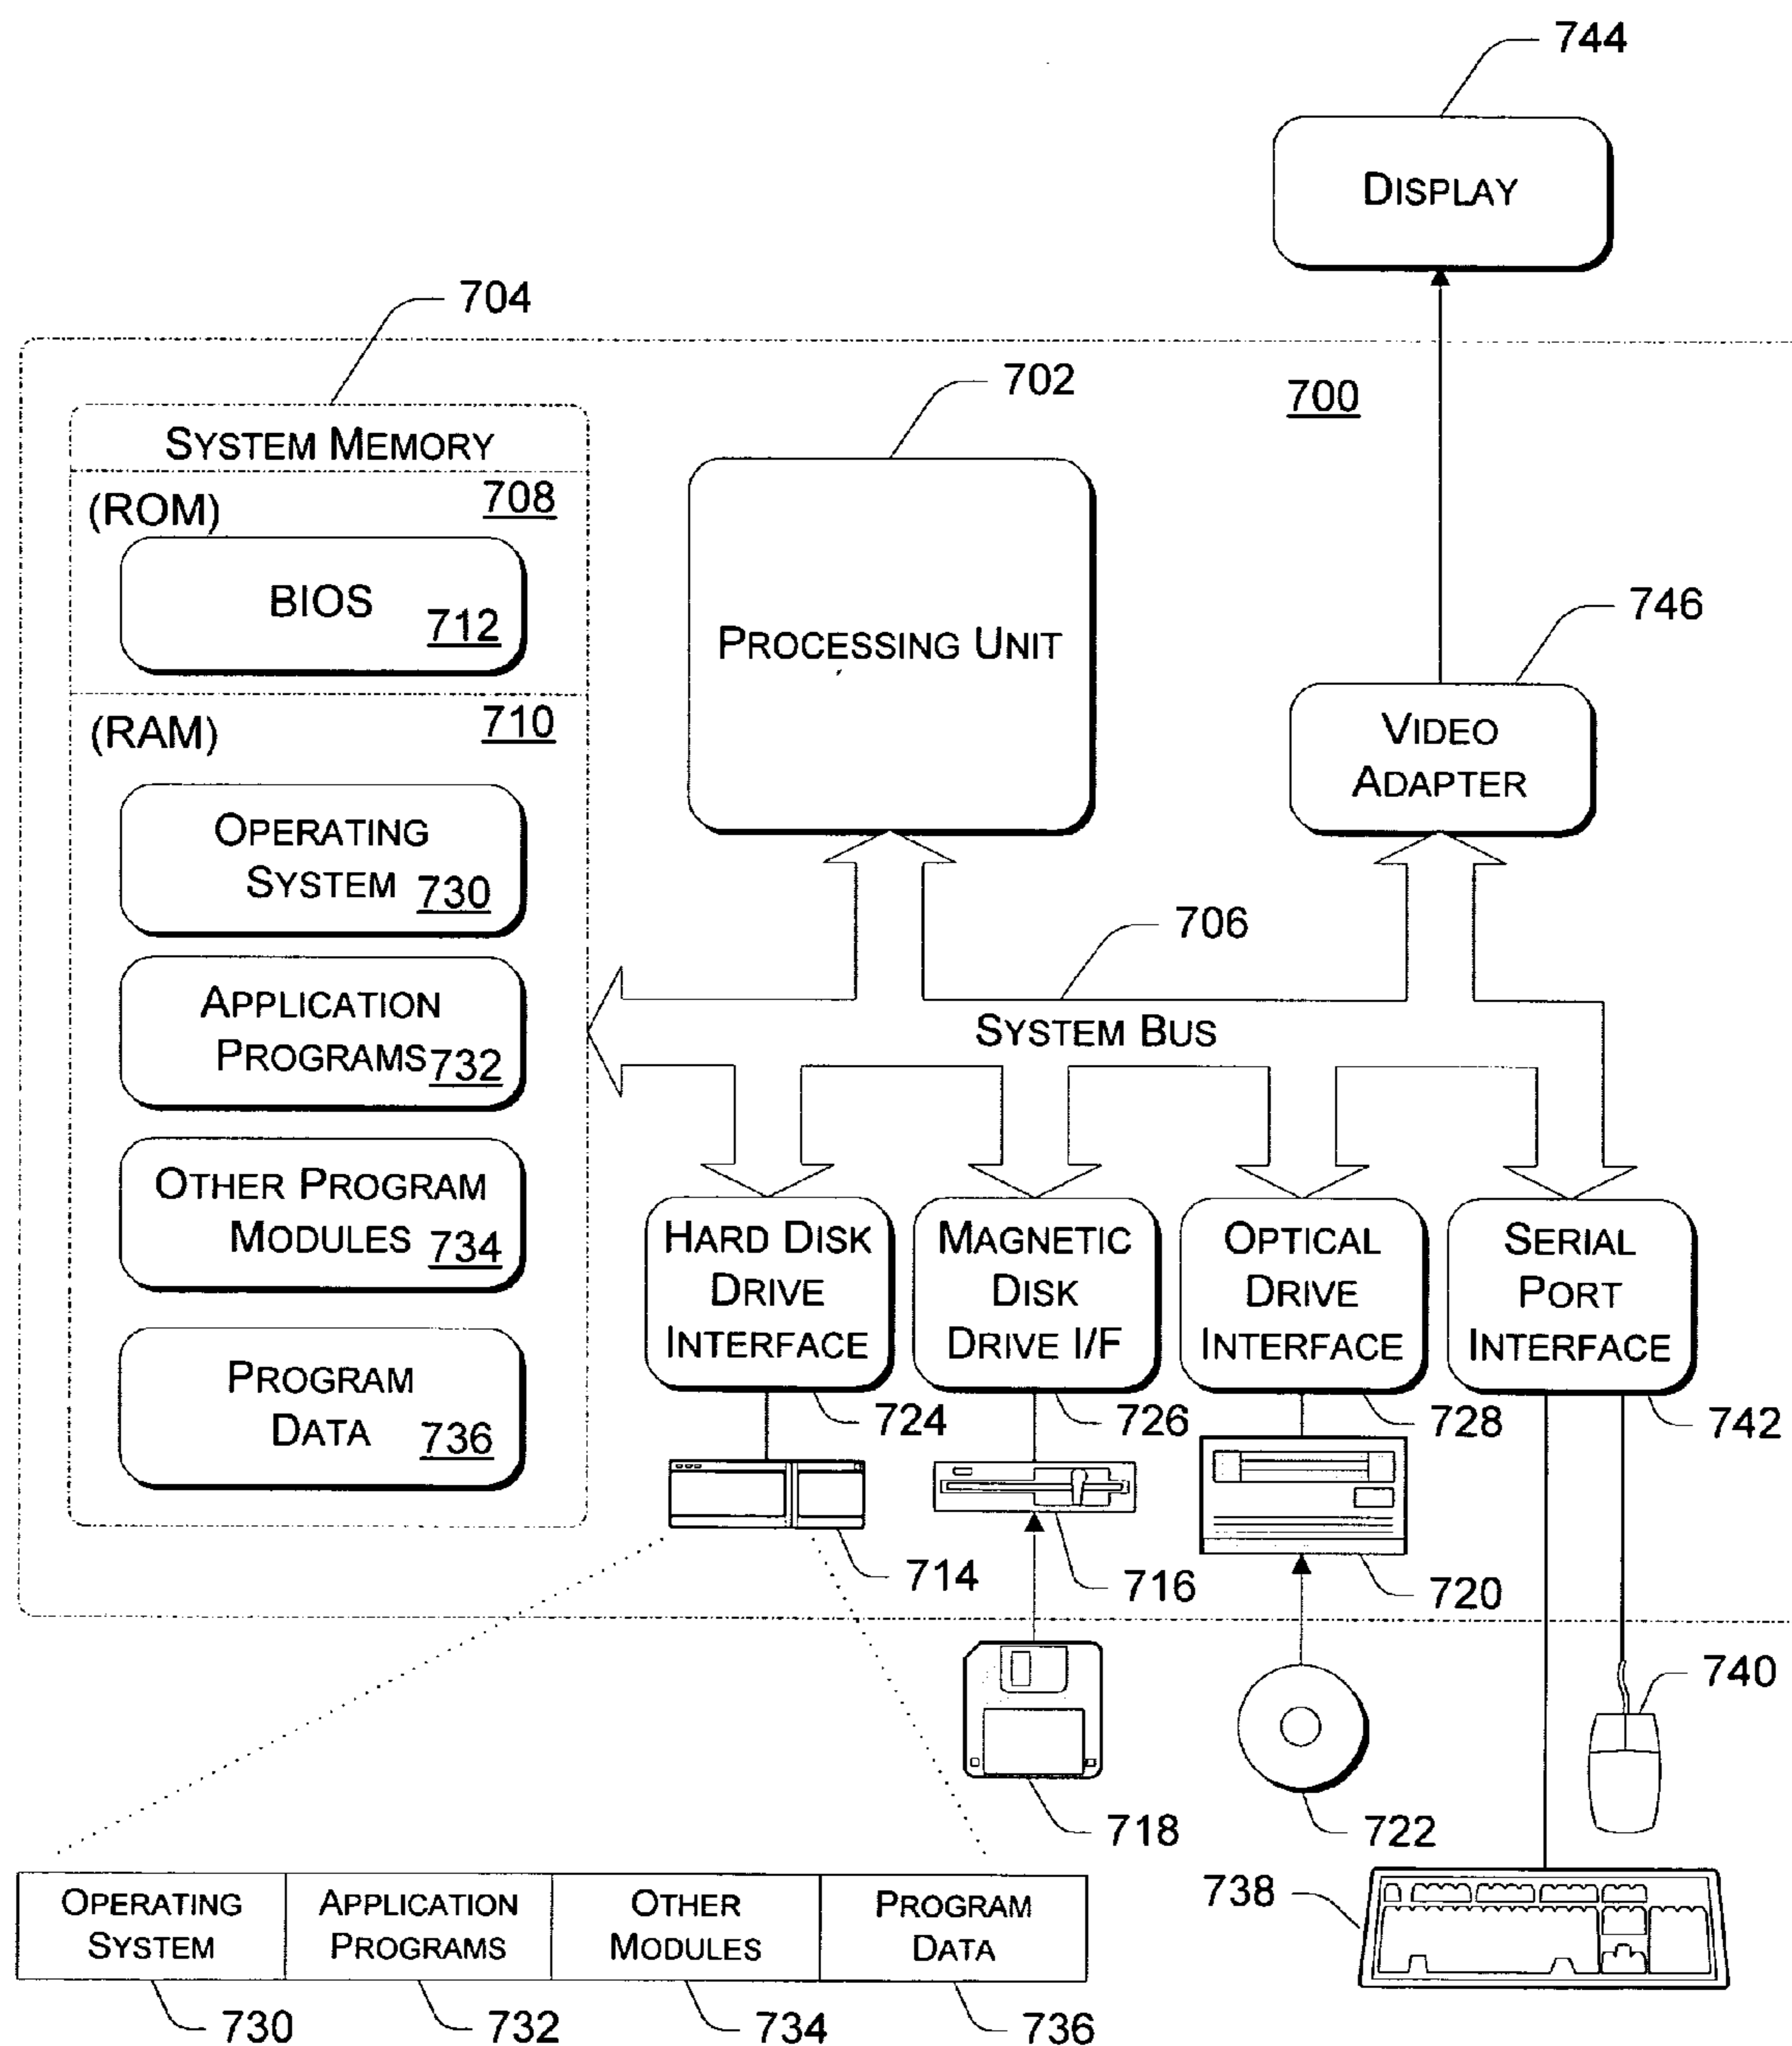 744
DISPLAY
704
702
700
SYSTEM MEMORY
(ROM)
708
BIOS
712
PROCESSING UNIT
746
VIDEO
ADAPTER
(RAM)
710
OPERATING
SYSTEM 730
APPLICATION
PROGRAMS 732
OTHER PROGRAM
MODULES 734
PROGRAM
DATA 736
706
SYSTEM BUS
HARD DISK
DRIVE
INTERFACE
MAGNETIC
DISK
DRIVE I/F
OPTICAL
DRIVE
INTERFACE
SERIAL
PORT
INTERFACE
724
726
728
742
714
716
720
718
722
740
738
OPERATING
SYSTEM
APPLICATION
PROGRAMS
OTHER
MODULES
PROGRAM
DATA
730
732
734
736